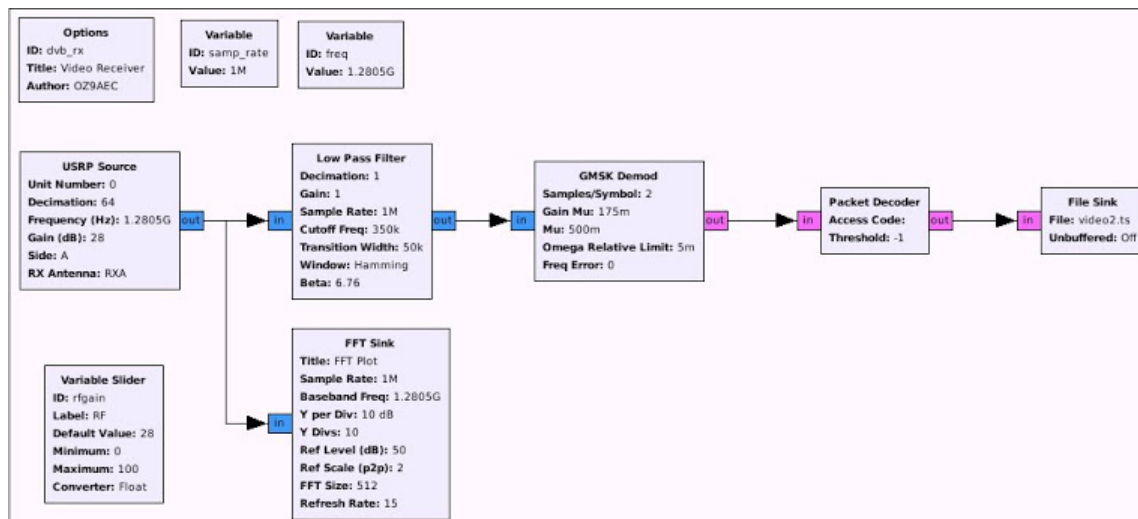 Options
ID: dvb_rx
Title: Video Receiver
Author: OZ9AEC
Variable
ID: samp_rate
Value: 1M
Variable
ID: freq
Value: 1.2805G
USRP Source
Unit Number: 0
Decimation: 64
Frequency (Hz): 1.2805G
Gain (dB): 28
Side: A
RX Antenna: RXA
out
in
Low Pass Filter
Decimation: 1
Gain: 1
Sample Rate: 1M
Cutoff Freq: 350k
Transition Width: 50k
Window: Hamming
Beta: 6.76
out
in
GMSK Demod
Samples/Symbol: 2
Gain Mu: 175m
Mu: 500m
Omega Relative Limit: 5m
Freq Error: 0
out
in
Packet Decoder
Access Code:
Threshold: -1
out
in
File Sink
File: video2.ts
Unbuffered: Off
Variable Slider
ID: rfgain
Label: RF
Default Value: 28
Minimum: 0
Maximum: 100
Converter: Float
in
FFT Sink
Title: FFT Plot
Sample Rate: 1M
Baseband Freq: 1.2805G
Y per Div: 10 dB
Y Divs: 10
Ref Level (dB): 50
Ref Scale (p2p): 2
FFT Size: 512
Refresh Rate: 15